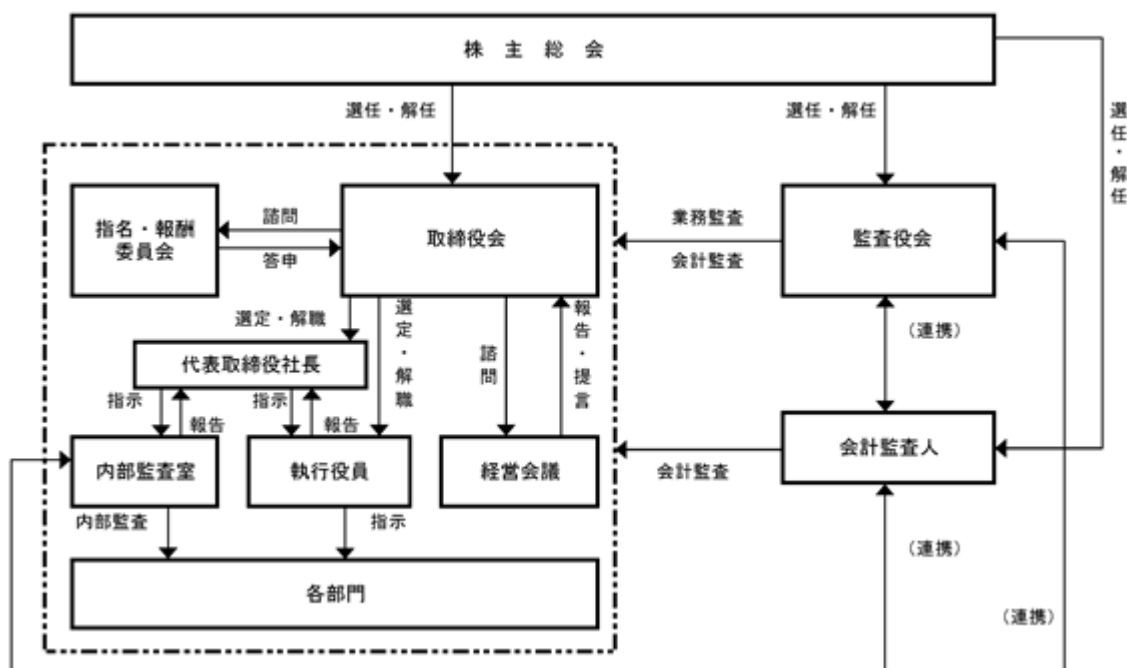 株主総会
選任・解任
選任・解任
選任・解任
指名・報酬
委員会
諮問
答申
取締役会
業務監査
会計監査
監査役会
選定・解職
選定・解職
諮問
報告・提言
(連携)
代表取締役社長
指示
報告
指示
報告
内部監査室
執行役員
経営会議
会計監査
会計監査人
内部監査
指示
(連携)
各部門
(連携)